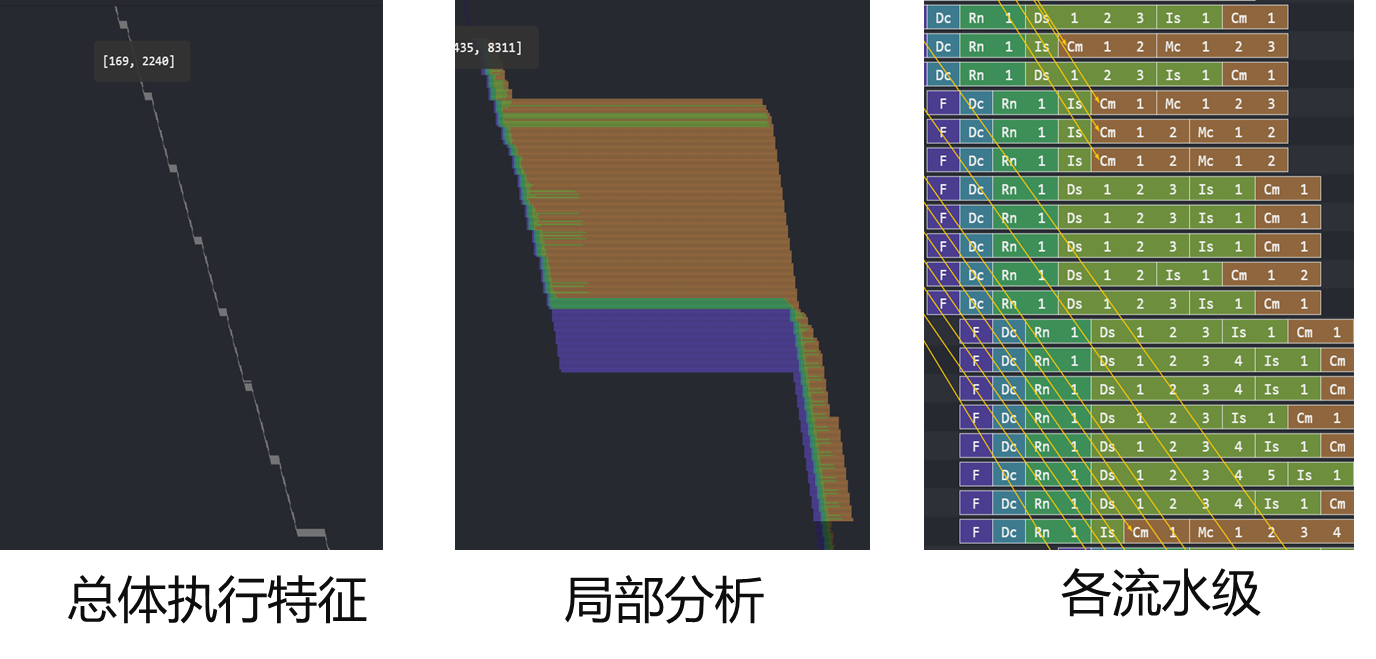 [169, 2240]
435, 8311]
Dc Rn 1 Ds 1 2 3 Is 1 Cm 1
Dc Rn 1 Is Cm 1 2 Mc 1 2 3
Dc Rn 1 Ds 1 2 3 Is 1 Cm 1
F Dc Rn 1 Is Cm 1 Mc 1 2 3
F Dc Rn 1 Is Cm 1 2 Mc 1 2
F Dc Rn 1 Is Cm 1 2 Mc 1 2
F Dc Rn 1 Ds 1 2 3 Is 1 Cm 1
F Dc Rn 1 Ds 1 2 3 Is 1 Cm 1
F Dc Rn 1 Ds 1 2 3 Is 1 Cm 1
F Dc Rn 1 Ds 1 2 Is 1 Cm 1 2
F Dc Rn 1 Ds 1 2 3 Is 1 Cm 1
F Dc Rn 1 Ds 1 2 3 Is 1 Cm 1
F Dc Rn 1 Ds 1 2 3 4 Is 1 Cm
F Dc Rn 1 Ds 1 2 3 4 Is 1 Cm
F Dc Rn 1 Ds 1 2 3 Is 1 Cm 1
F Dc Rn 1 Ds 1 2 3 4 Is 1 Cm
F Dc Rn 1 Ds 1 2 3 4 5 Is 1
F Dc Rn 1 Ds 1 2 3 4 Is 1 Cm
F Dc Rn 1 Is Cm 1 Mc 1 2 3 4
总体执行特征
局部分析
各流水级